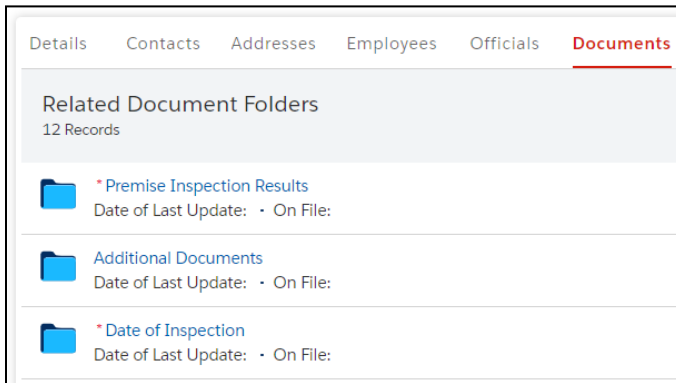 Details Contacts Addresses Employees Officials Documents
Related Document Folders
12 Records
* Premise Inspection Results
Date of Last Update: • On File:
Additional Documents
Date of Last Update: • On File:
* Date of Inspection
Date of Last Update: • On File: